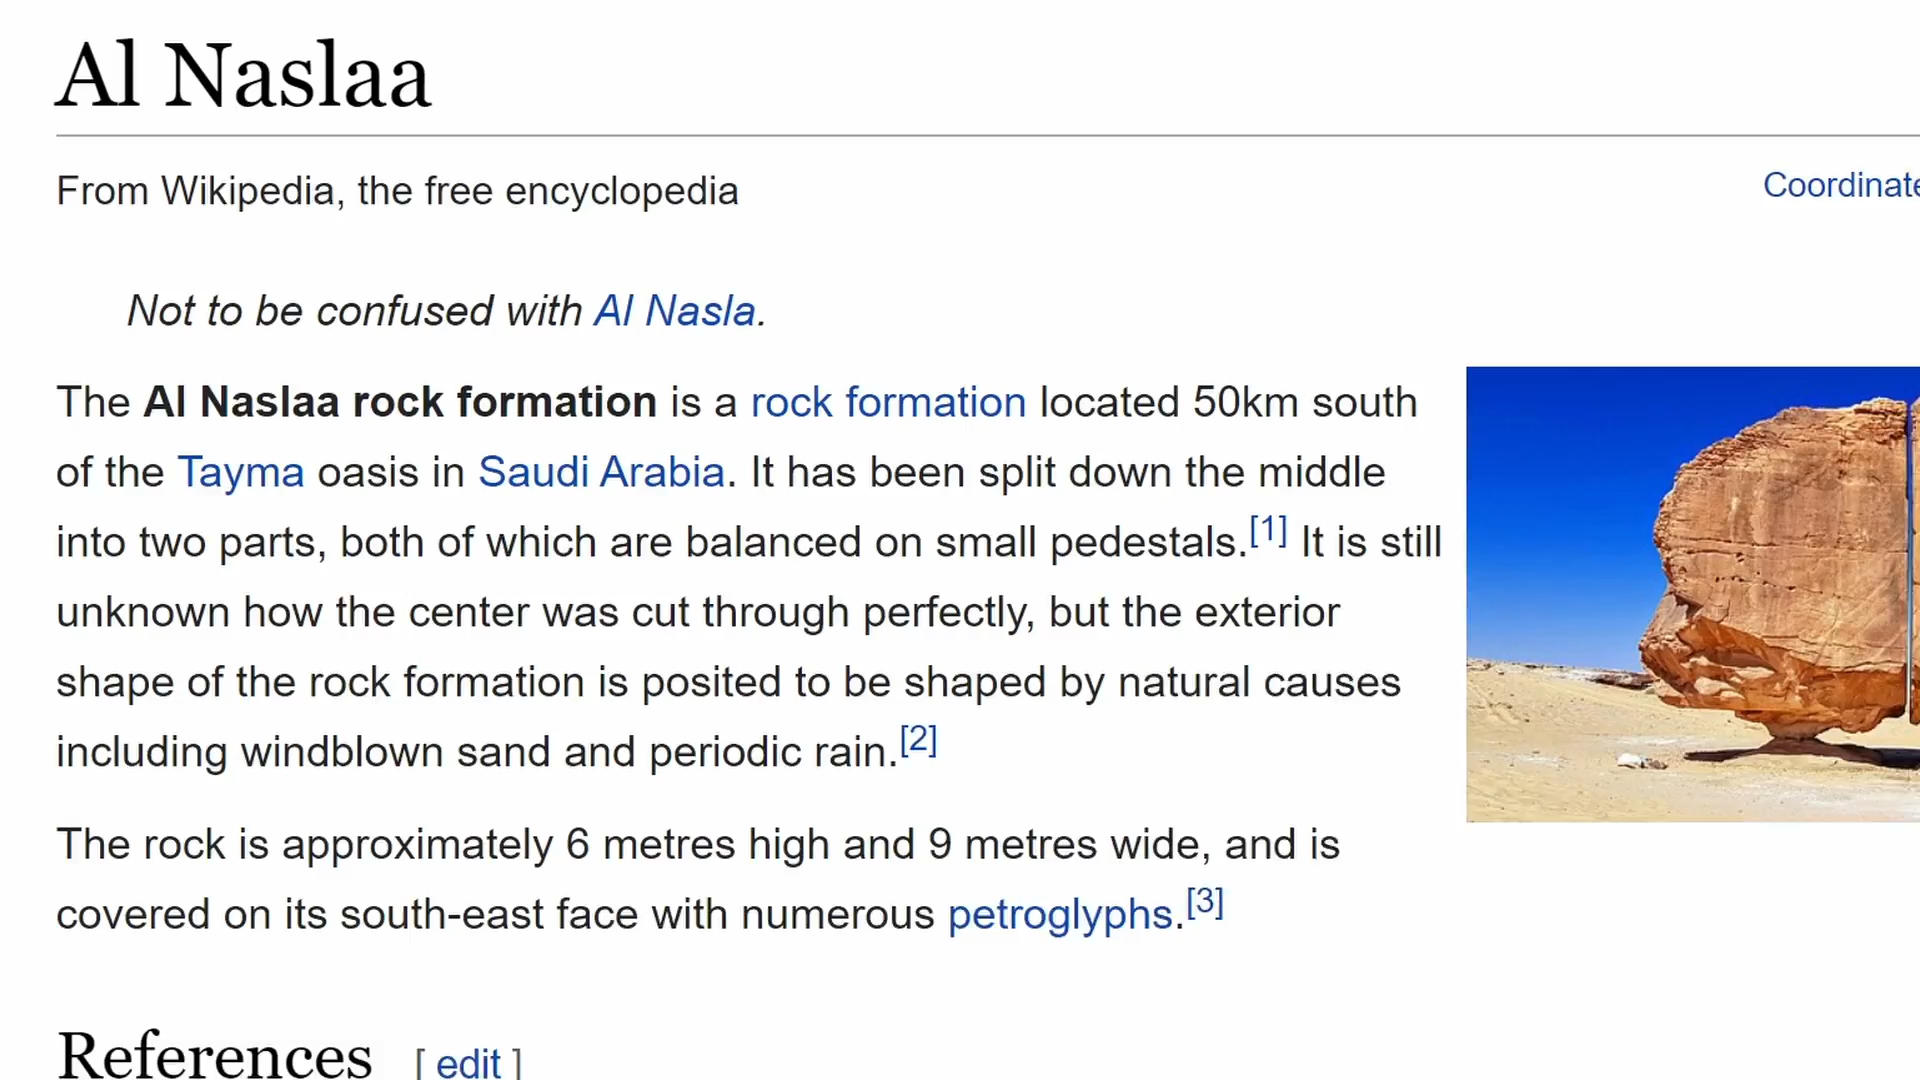 Al Naslaa
From Wikipedia, the free encyclopedia
Not to be confused with Al Nasla.
The Al Naslaa rock formation is a rock formation located 50km south
of the Tayma oasis in Saudi Arabia. It has been split down the middle
into two parts, both of which are balanced on small pedestals.[1] It is still
unknown how the center was cut through perfectly, but the exterior
shape of the rock formation is posited to be shaped by natural causes
including windblown sand and periodic rain.[2]
The rock is approximately 6 metres high and 9 metres wide, and is
covered on its south-east face with numerous petroglyphs.[3]
References [ edit ]